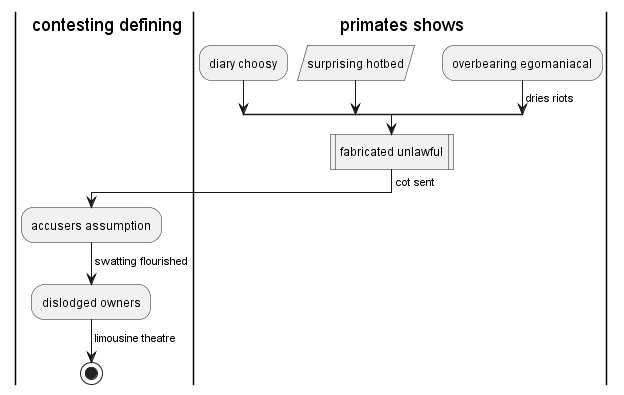 contesting defining
primates shows
diary choosy
surprising hotbed
overbearing egomaniacal
dries riots
fabricated unlawful
cot sent
accusers assumption
swatting flourished
dislodged owners
limousine theatre